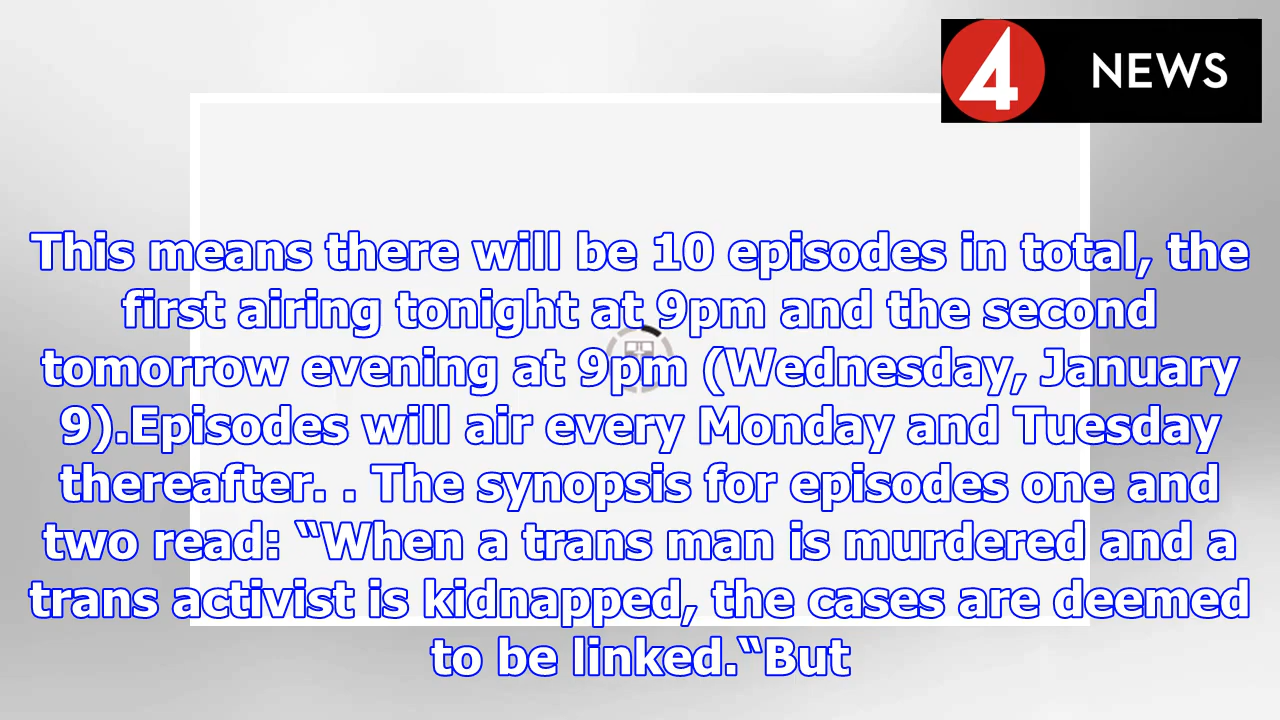 4 NEWS
This means there will be 10 episodes in total, the
first airing tonight at 9pm and the second
tomorrow evening at 9pm (Wednesday, January
9).Episodes will air every Monday and Tuesday
thereafter. . The synopsis for episodes one and
two read: “When a trans man is murdered and a
trans activist is kidnapped, the cases are deemed
to be linked.“But